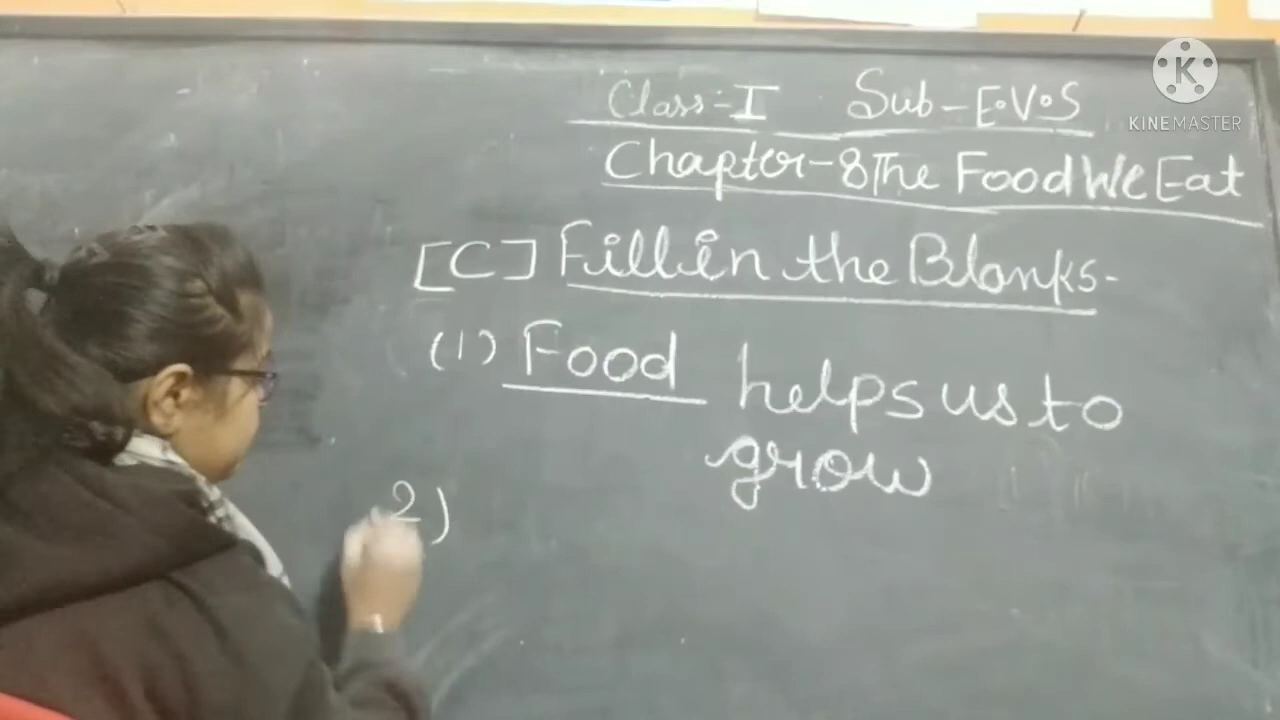 Class-I Sub-E.V.S
Chapter-8 The Food We Eat
[C] Fill in the Blanks-
(1) Food helps us to
grow
2)
K
KINEMASTER